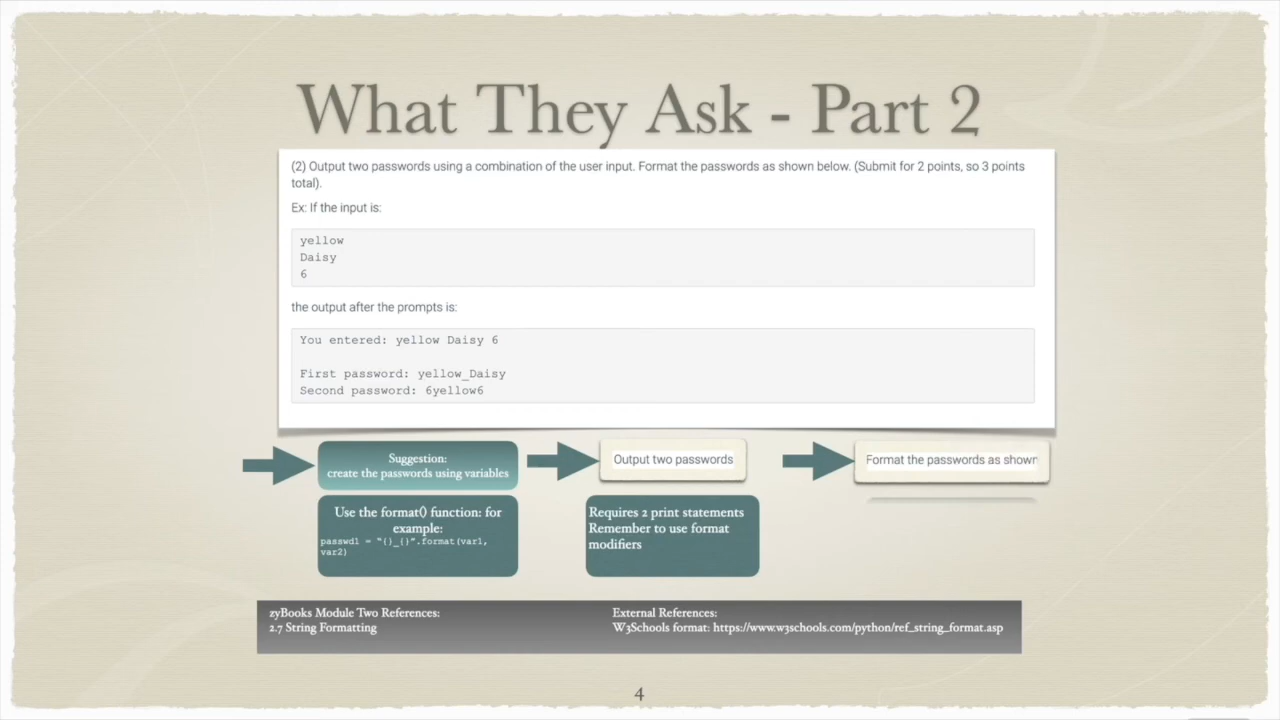 What They Ask - Part 2
(2) Output two passwords using a combination of the user input. Format the passwords as shown below. (Submit for 2 points, so 3 points
total).
Ex: If the input is:
yellow
Daisy
6
the output after the prompts is:
You entered: yellow Daisy 6
First password: yellow_Daisy
Second password: 6yellow6
Suggestion:
create the passwords using variables
Use the format() function: for
example:
passwd1 = "{}_{}”.format(var1,
var2)
Output two passwords
Requires 2 print statements
Remember to use format
modifiers
Format the passwords as shown
zyBooks Module Two References:
2.7 String Formatting
External References:
W3Schools format: https://www.w3schools.com/python/ref_string_format.asp
4